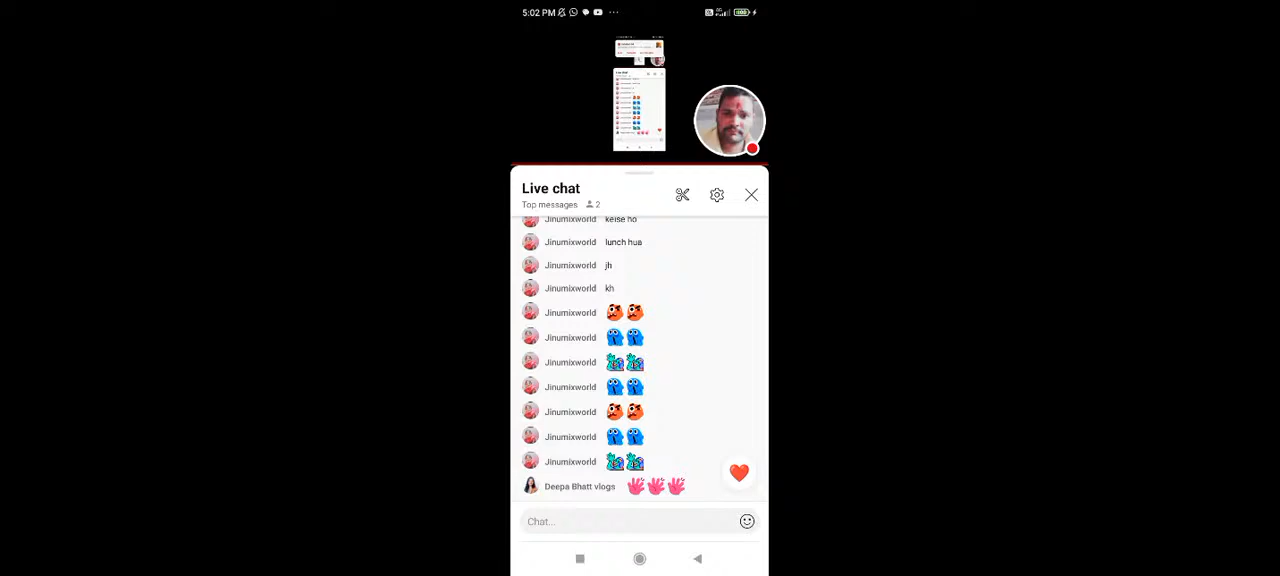 5:02 PM
Live chat
Top messages 2
Jinumixworld keise ho
Jinumixworld lunch hua
Jinumixworld jh
Jinumixworld kh
Jinumixworld
Jinumixworld
Jinumixworld
Jinumixworld
Jinumixworld
Jinumixworld
Jinumixworld
Deepa Bhatt vlogs
Chat...